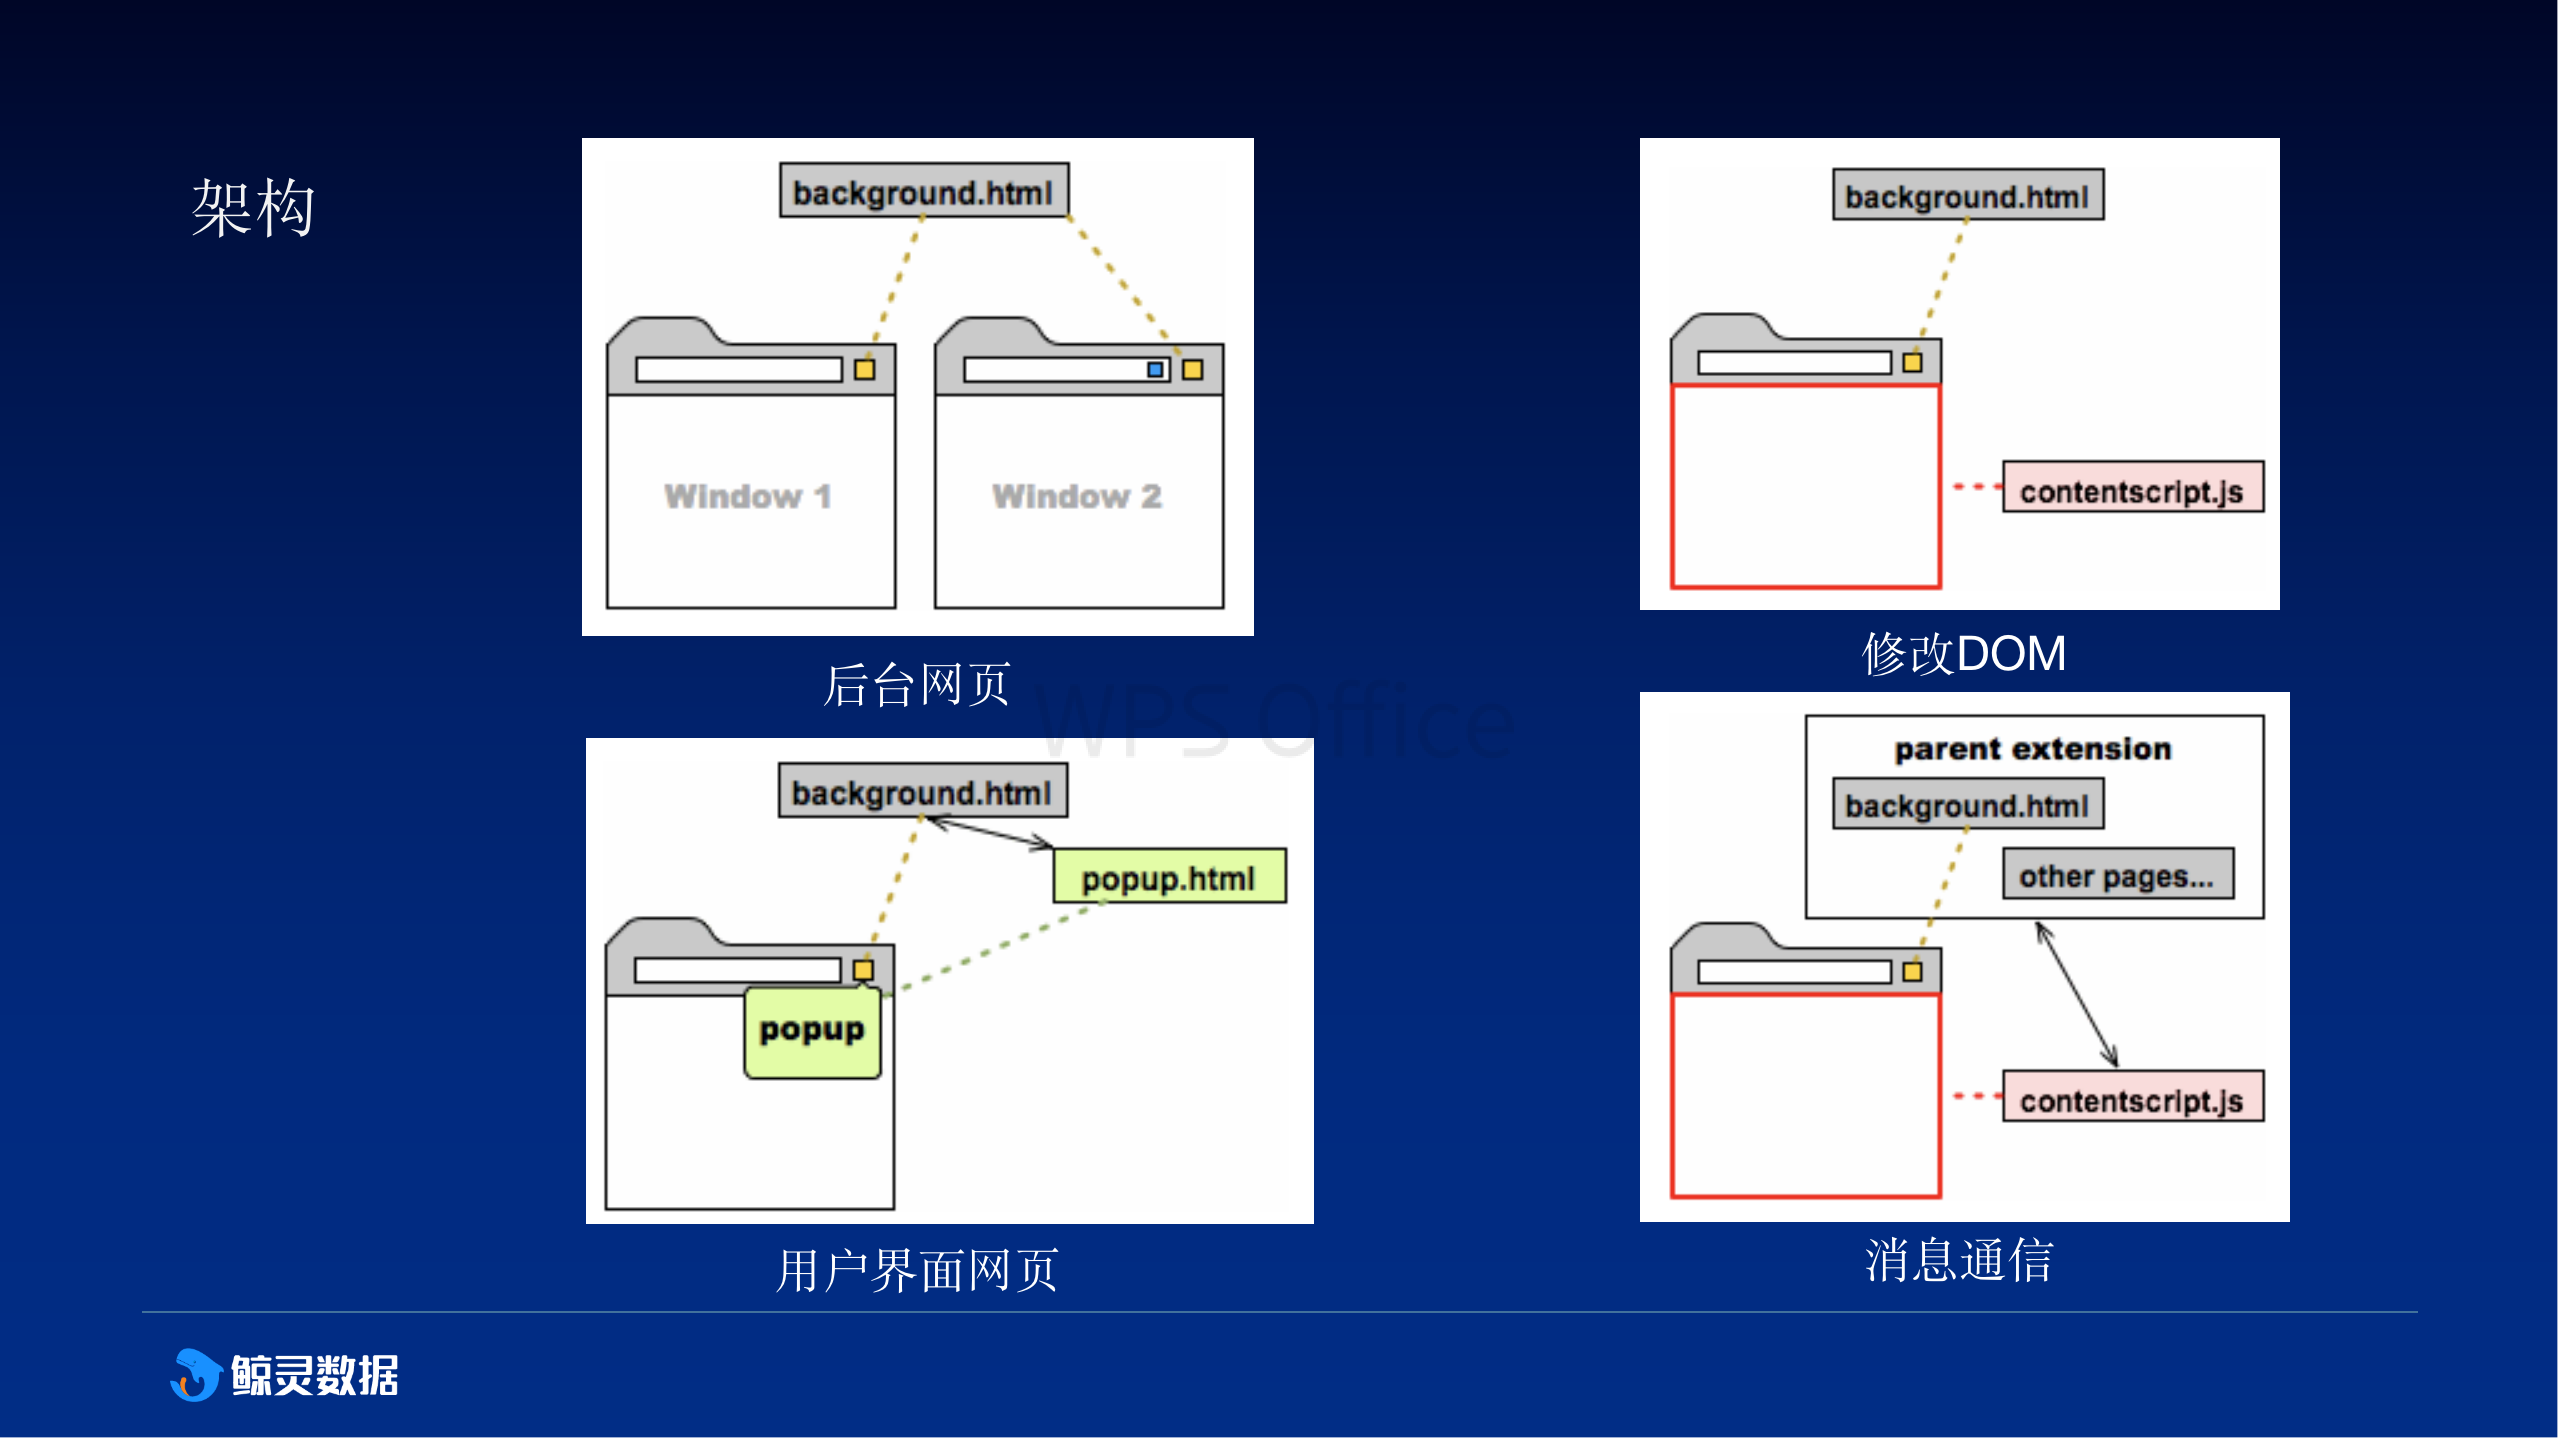 架构
background.html
Window 1
Window 2
后台网页
background.html
contentscript.js
修改DOM
WPS Office
background.html
popup.html
popup
用户界面网页
parent extension
background.html
other pages...
contentscript.js
消息通信
鲸灵数据